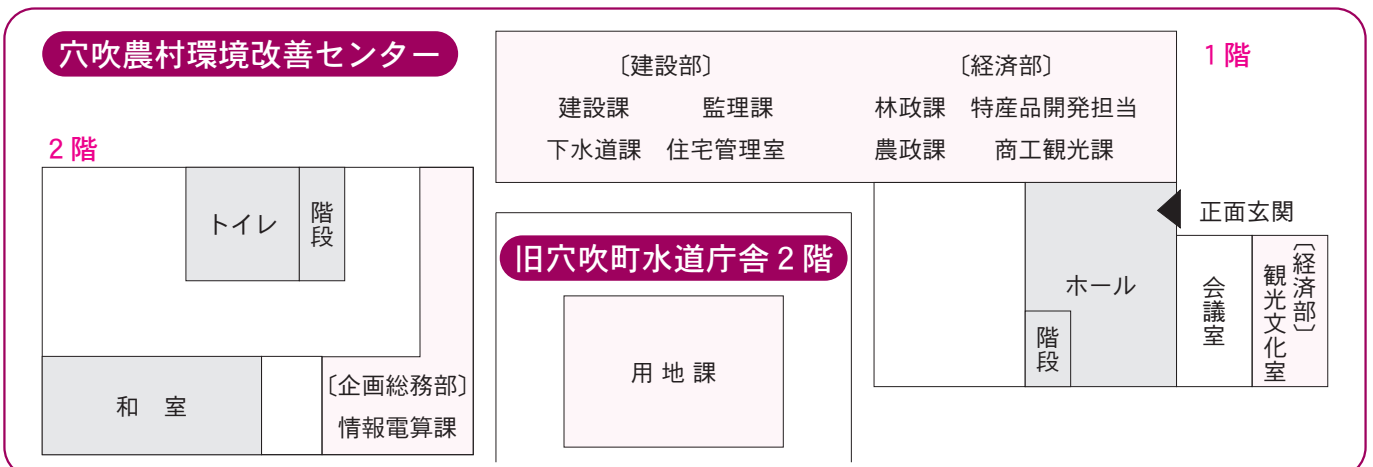 穴吹農村環境改善センター
2階
トイレ
階段
和　室
〔企画総務部〕
情報電算課
1階
〔建設部〕　〔経済部〕
建設課　監理課　林政課　特産品開発担当
下水道課　住宅管理室　農政課　商工観光課
正面玄関
ホール
階段
会議室
〔経済部〕
観光文化室
旧穴吹町水道庁舎2階
用地課